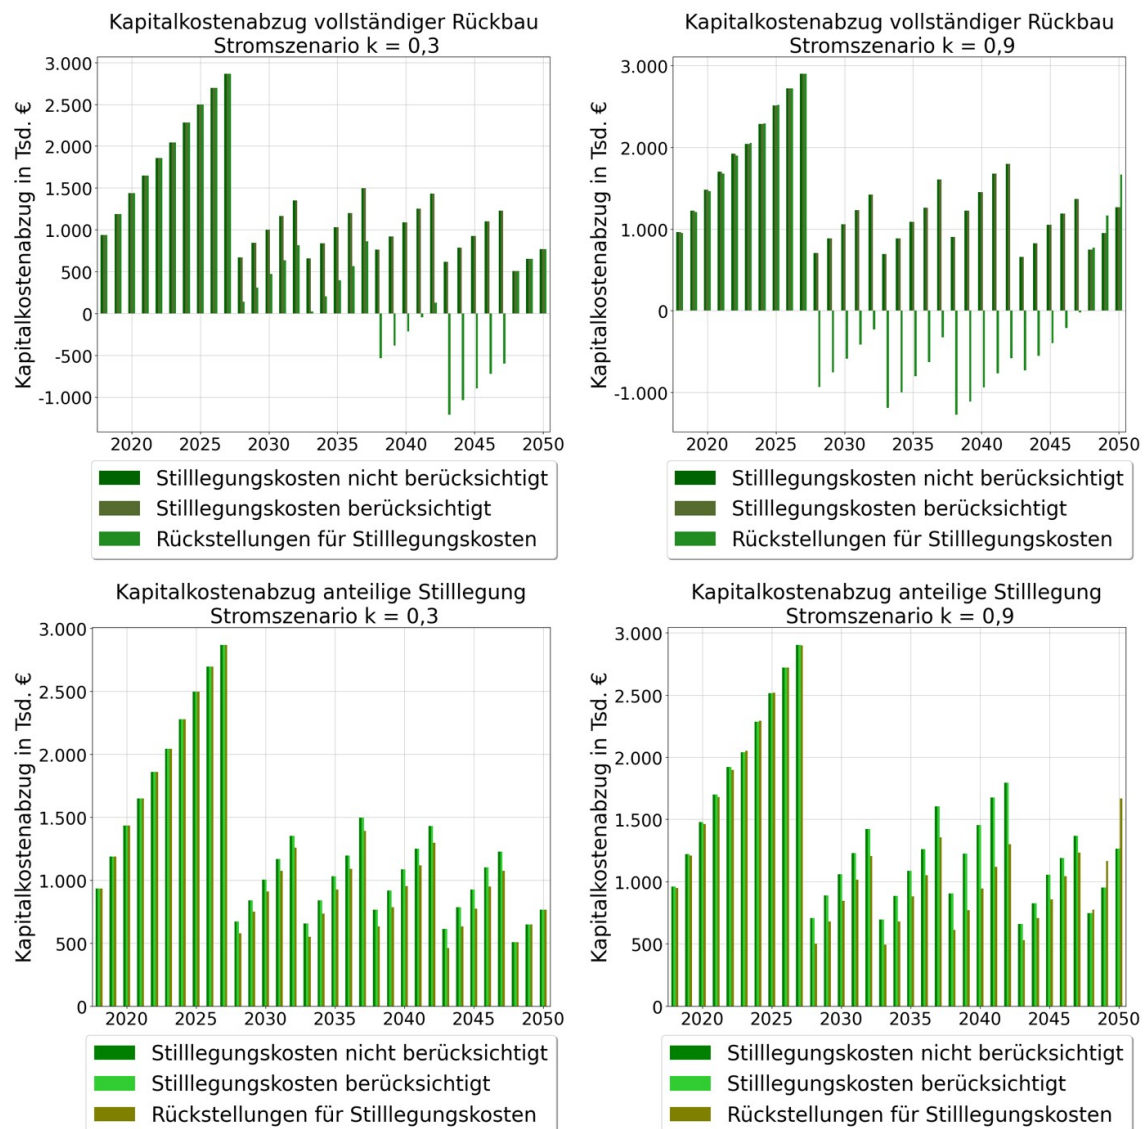 Kapitalkostenabzug vollständiger Rückbau
Stromszenario k = 0,3
Kapitalkostenabzug in Tsd. €
3.000
2.500
2.000
1.500
1.000
500
0
-500
-1.000
2020
2025
2030
2035
2040
2045
2050
Stilllegungskosten nicht berücksichtigt
Stilllegungskosten berücksichtigt
Rückstellungen für Stilllegungskosten
Kapitalkostenabzug vollständiger Rückbau
Stromszenario k = 0,9
Kapitalkostenabzug in Tsd. €
3.000
2.000
1.000
0
-1.000
2020
2025
2030
2035
2040
2045
2050
Stilllegungskosten nicht berücksichtigt
Stilllegungskosten berücksichtigt
Rückstellungen für Stilllegungskosten
Kapitalkostenabzug anteilige Stilllegung
Stromszenario k = 0,3
Kapitalkostenabzug in Tsd. €
3.000
2.500
2.000
1.500
1.000
500
0
2020
2025
2030
2035
2040
2045
2050
Stilllegungskosten nicht berücksichtigt
Stilllegungskosten berücksichtigt
Rückstellungen für Stilllegungskosten
Kapitalkostenabzug anteilige Stilllegung
Stromszenario k = 0,9
Kapitalkostenabzug in Tsd. €
3.000
2.500
2.000
1.500
1.000
500
0
2020
2025
2030
2035
2040
2045
2050
Stilllegungskosten nicht berücksichtigt
Stilllegungskosten berücksichtigt
Rückstellungen für Stilllegungskosten